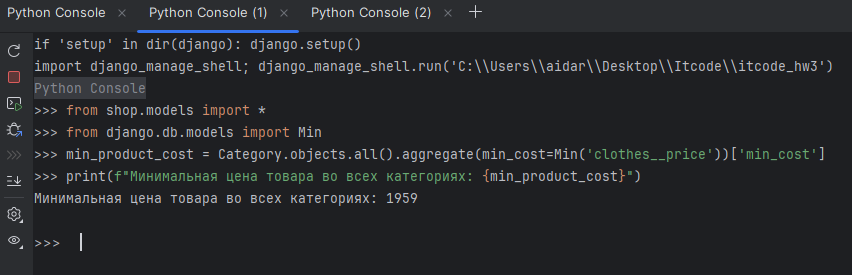 Python Console × Python Console (1) × Python Console (2) × +
if 'setup' in dir(django): django.setup()
import django_manage_shell; django_manage_shell.run('C:\\Users\\aidar\\Desktop\\Itcode\\itcode_hw3')
Python Console
>>> from shop.models import *
>>> from django.db.models import Min
>>> min_product_cost = Category.objects.all().aggregate(min_cost=Min('clothes__price'))['min_cost']
>>> print(f"Минимальная цена товара во всех категориях: {min_product_cost}")
Минимальная цена товара во всех категориях: 1959
>>>